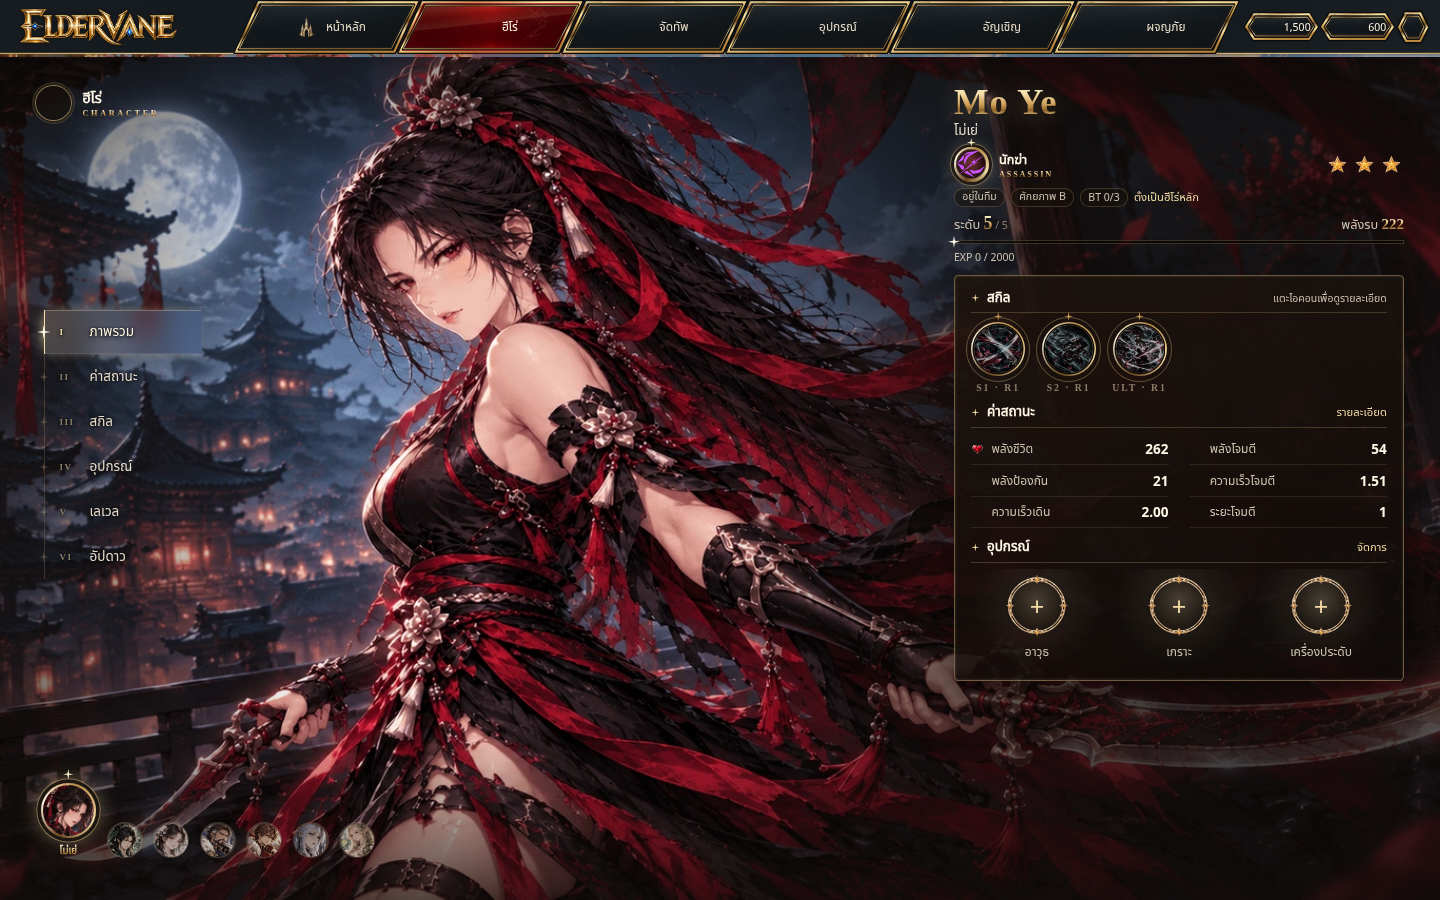 ELDERVANE
หน้าหลัก
ฮีโร่
จัดทัพ
อุปกรณ์
อัญเชิญ
ผจญภัย
1,500
600
ฮีโร่
CHARACTER
I ภาพรวม
II ค่าสถานะ
III สกิล
IV อุปกรณ์
V เลเวล
VI อัปดาว
โม่เย่
Mo Ye
โม่เย่
นักฆ่า
ASSASSIN
อยู่ในทีม ศักยภาพ B BT 0/3 ตั้งเป็นฮีโร่หลัก
ระดับ 5 / 5 พลังรบ 222
EXP 0 / 2000
สกิล แตะไอคอนเพื่อดูรายละเอียด
S1 · R1 S2 · R1 ULT · R1
ค่าสถานะ รายละเอียด
พลังชีวิต 262 พลังโจมตี 54
พลังป้องกัน 21 ความเร็วโจมตี 1.51
ความเร็วเดิน 2.00 ระยะโจมตี 1
อุปกรณ์ จัดการ
อาวุธ เกราะ เครื่องประดับ